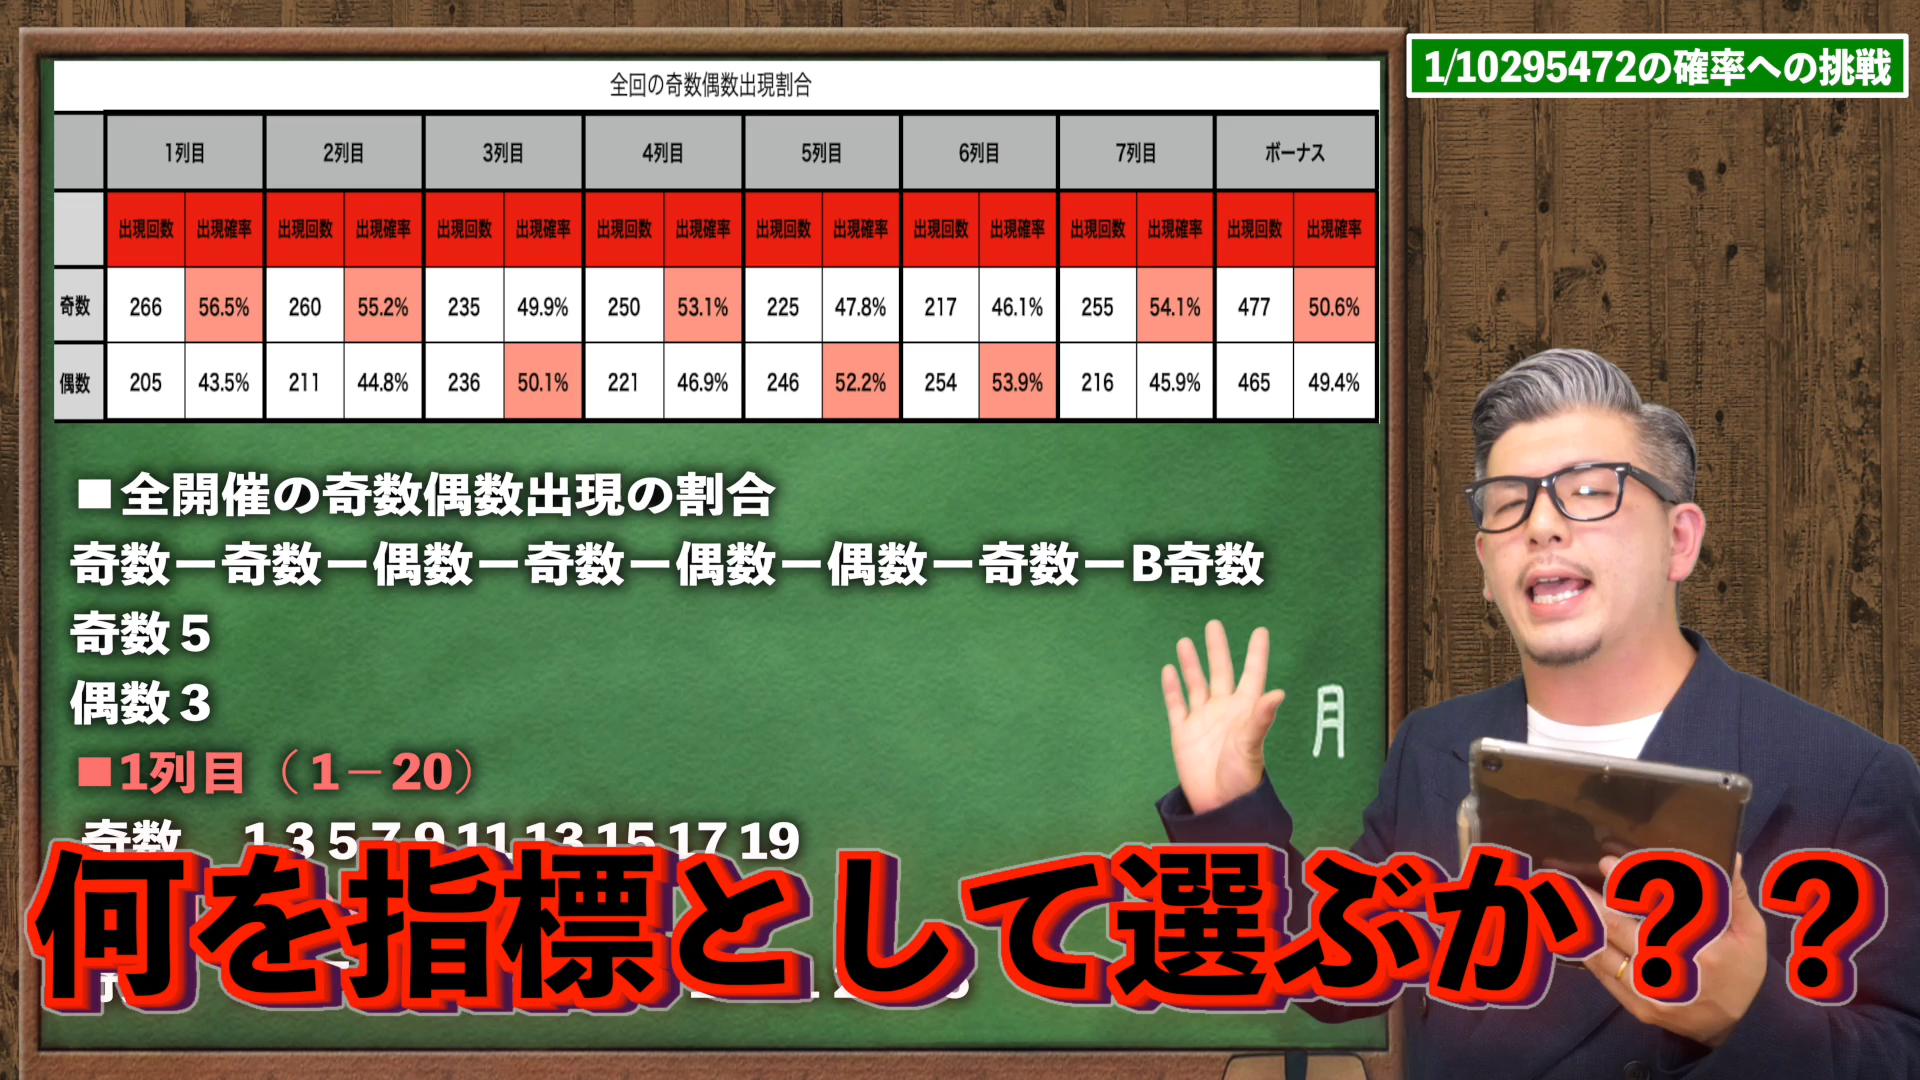 1/10295472の確率への挑戦
全回の奇数偶数出現割合
1列目 2列目 3列目 4列目 5列目 6列目 7列目 ボーナス
出現回数 出現確率 出現回数 出現確率 出現回数 出現確率 出現回数 出現確率 出現回数 出現確率 出現回数 出現確率 出現回数 出現確率 出現回数 出現確率
奇数 266 56.5% 260 55.2% 235 49.9% 250 53.1% 225 47.8% 217 46.1% 255 54.1% 477 50.6%
偶数 205 43.5% 211 44.8% 236 50.1% 221 46.9% 246 52.2% 254 53.9% 216 45.9% 465 49.4%
■全開催の奇数偶数出現の割合
奇数－奇数－偶数－奇数－偶数－偶数－奇数－B奇数
奇数５
偶数３
月
■1列目（１－20）
奇数 1 3 5 7 9 11 13 15 17 19
何を指標として選ぶか？？